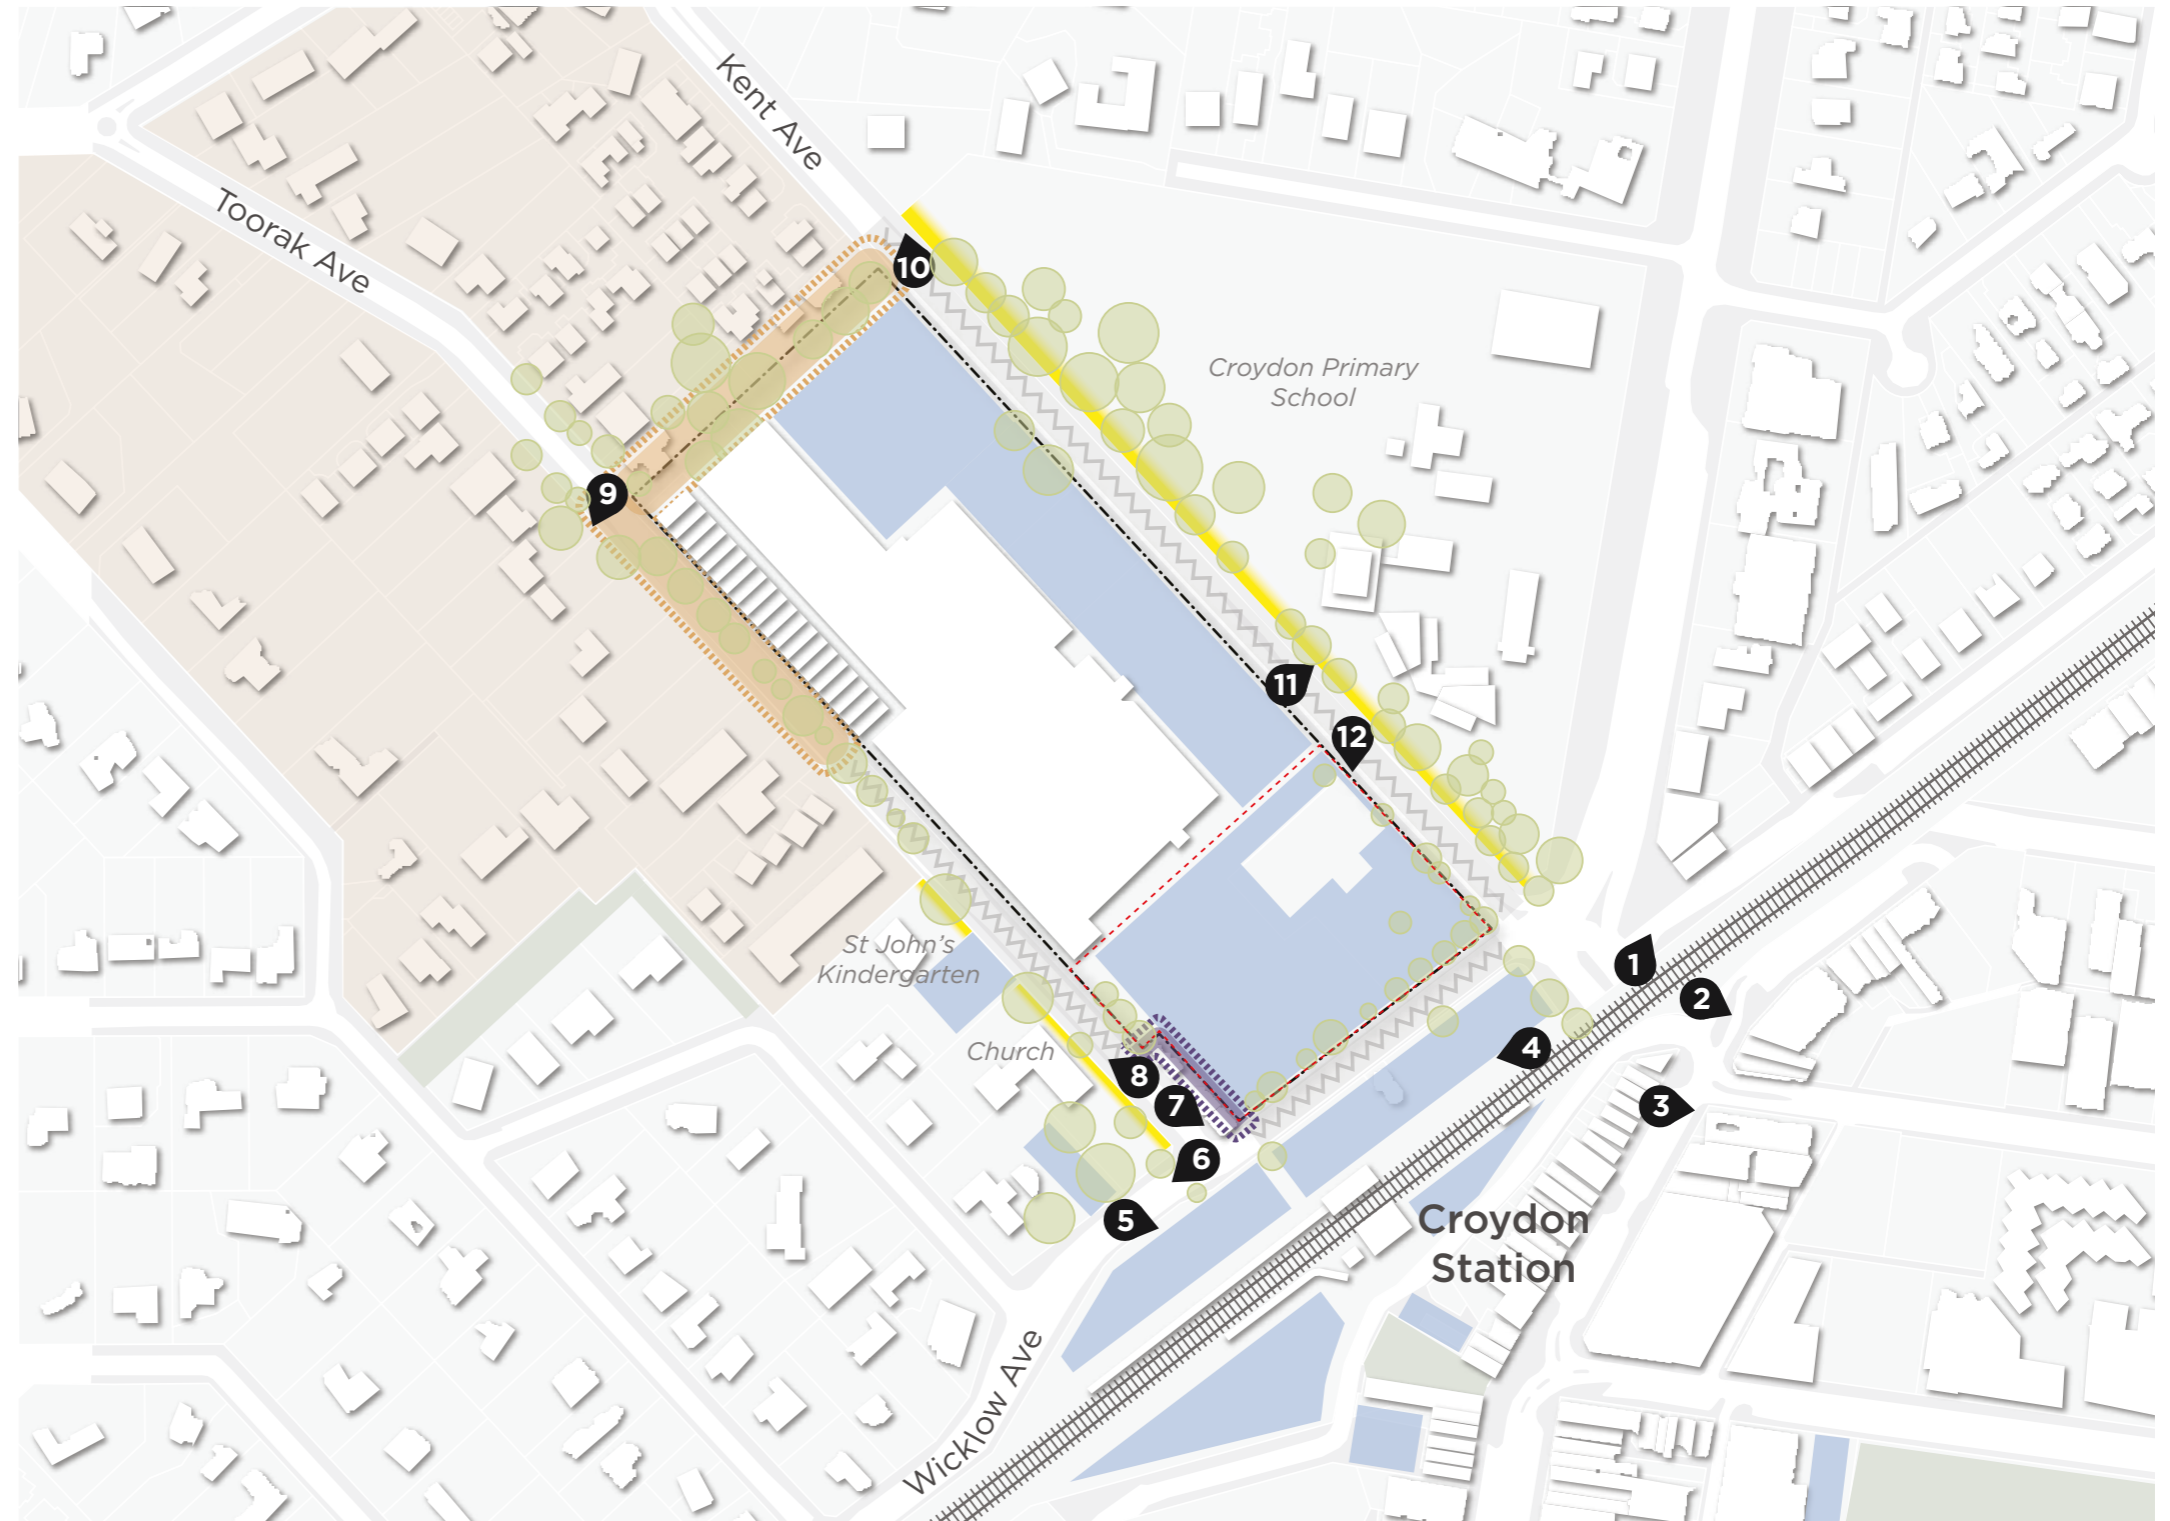 Kent Ave
Toorak Ave
10
Croydon Primary
School
9
11
12
St John's
Kindergarten
1
2
Church
4
8
7
3
6
5
Croydon
Station
Wicklow Ave